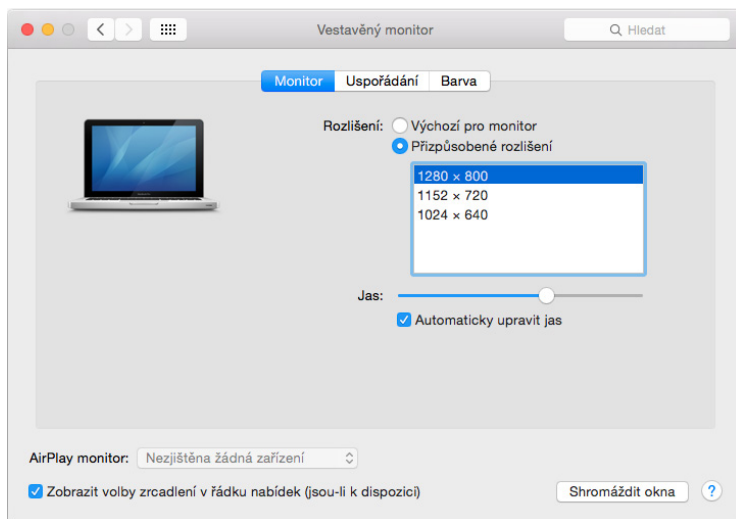 Vestavěný monitor
Hledat
Monitor Uspořádání Barva
Rozlišení: Výchozí pro monitor
Přizpůsobené rozlišení
1280 × 800
1152 × 720
1024 × 640
Jas:
Automaticky upravit jas
AirPlay monitor: Nezjištěna žádná zařízení
Zobrazit volby zrcadlení v řádku nabídek (jsou-li k dispozici)
Shromáždit okna ?